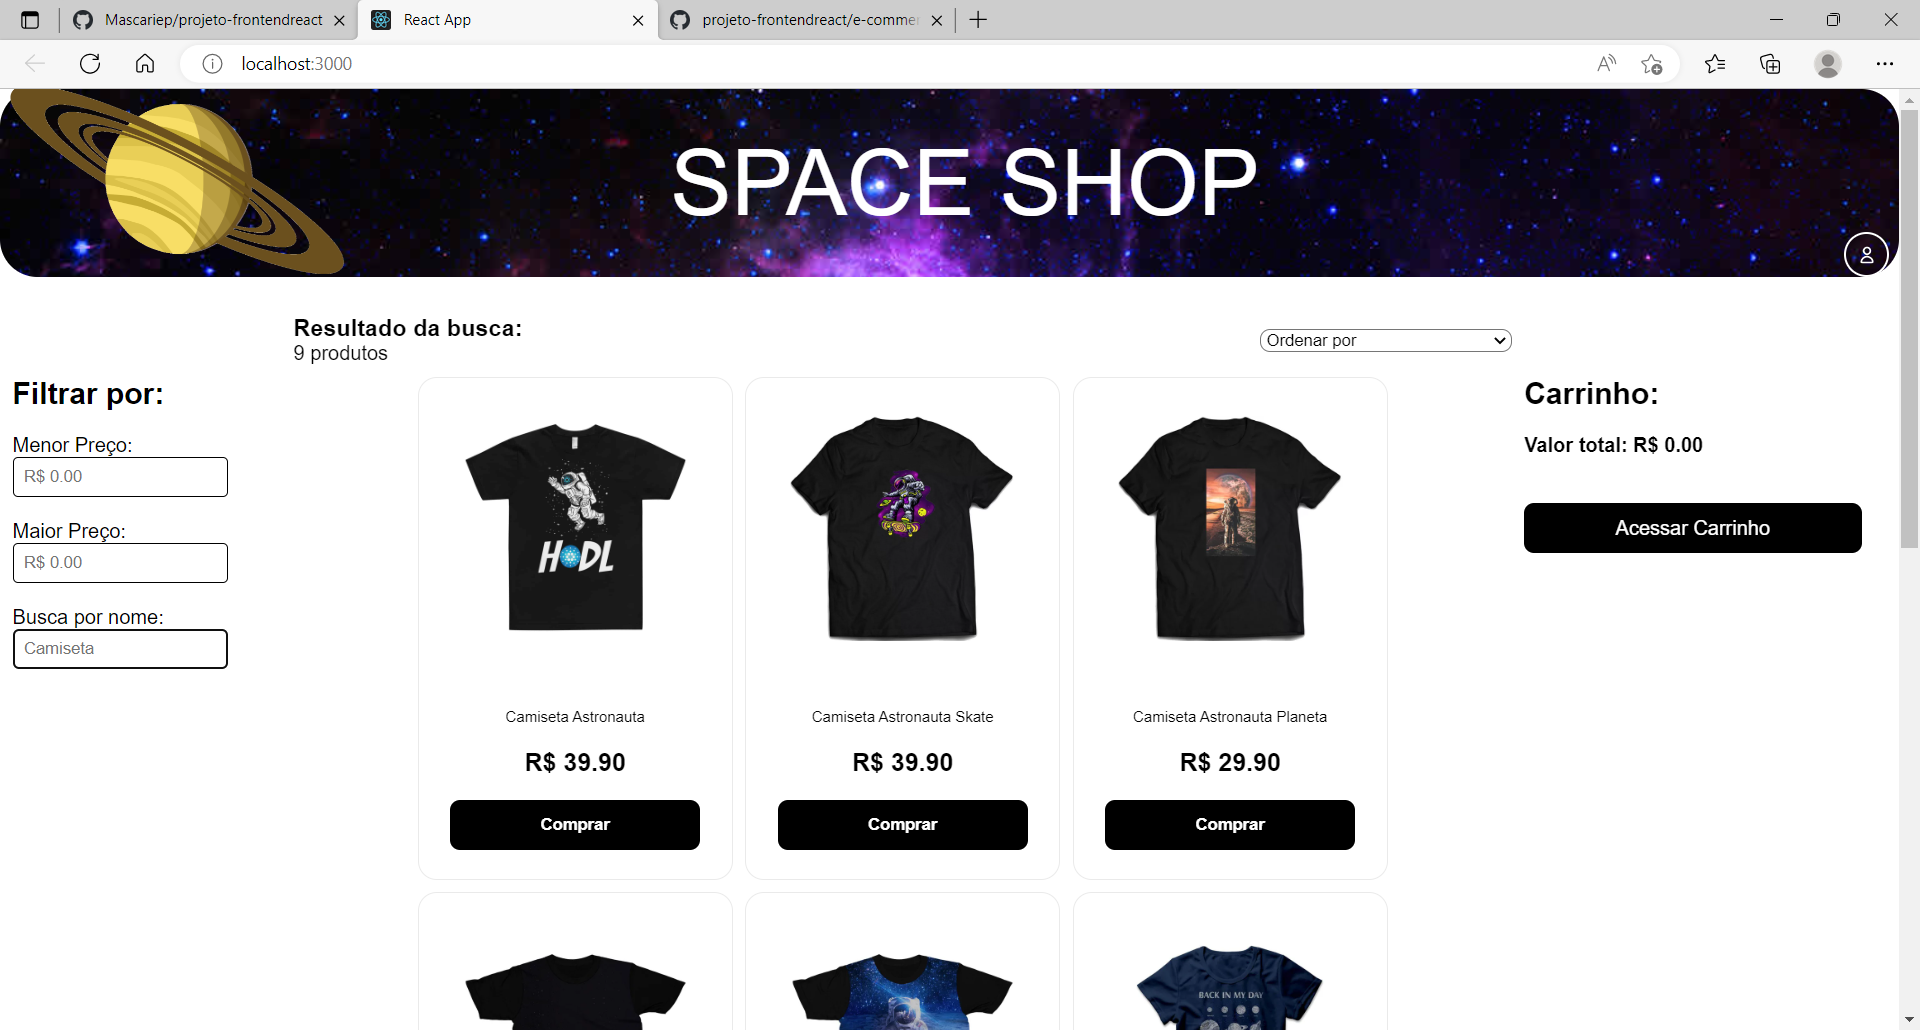 Mascariep/projeto-frontendreact
React App
projeto-frontendreact/e-comme
localhost:3000
SPACE SHOP
Resultado da busca:
9 produtos
Ordenar por
Filtrar por:
Menor Preço:
R$ 0.00
Maior Preço:
R$ 0.00
Busca por nome:
Camiseta
HODL
Camiseta Astronauta
R$ 39.90
Comprar
Camiseta Astronauta Skate
R$ 39.90
Comprar
Camiseta Astronauta Planeta
R$ 29.90
Comprar
Carrinho:
Valor total: R$ 0.00
Acessar Carrinho
BACK IN MY DAY